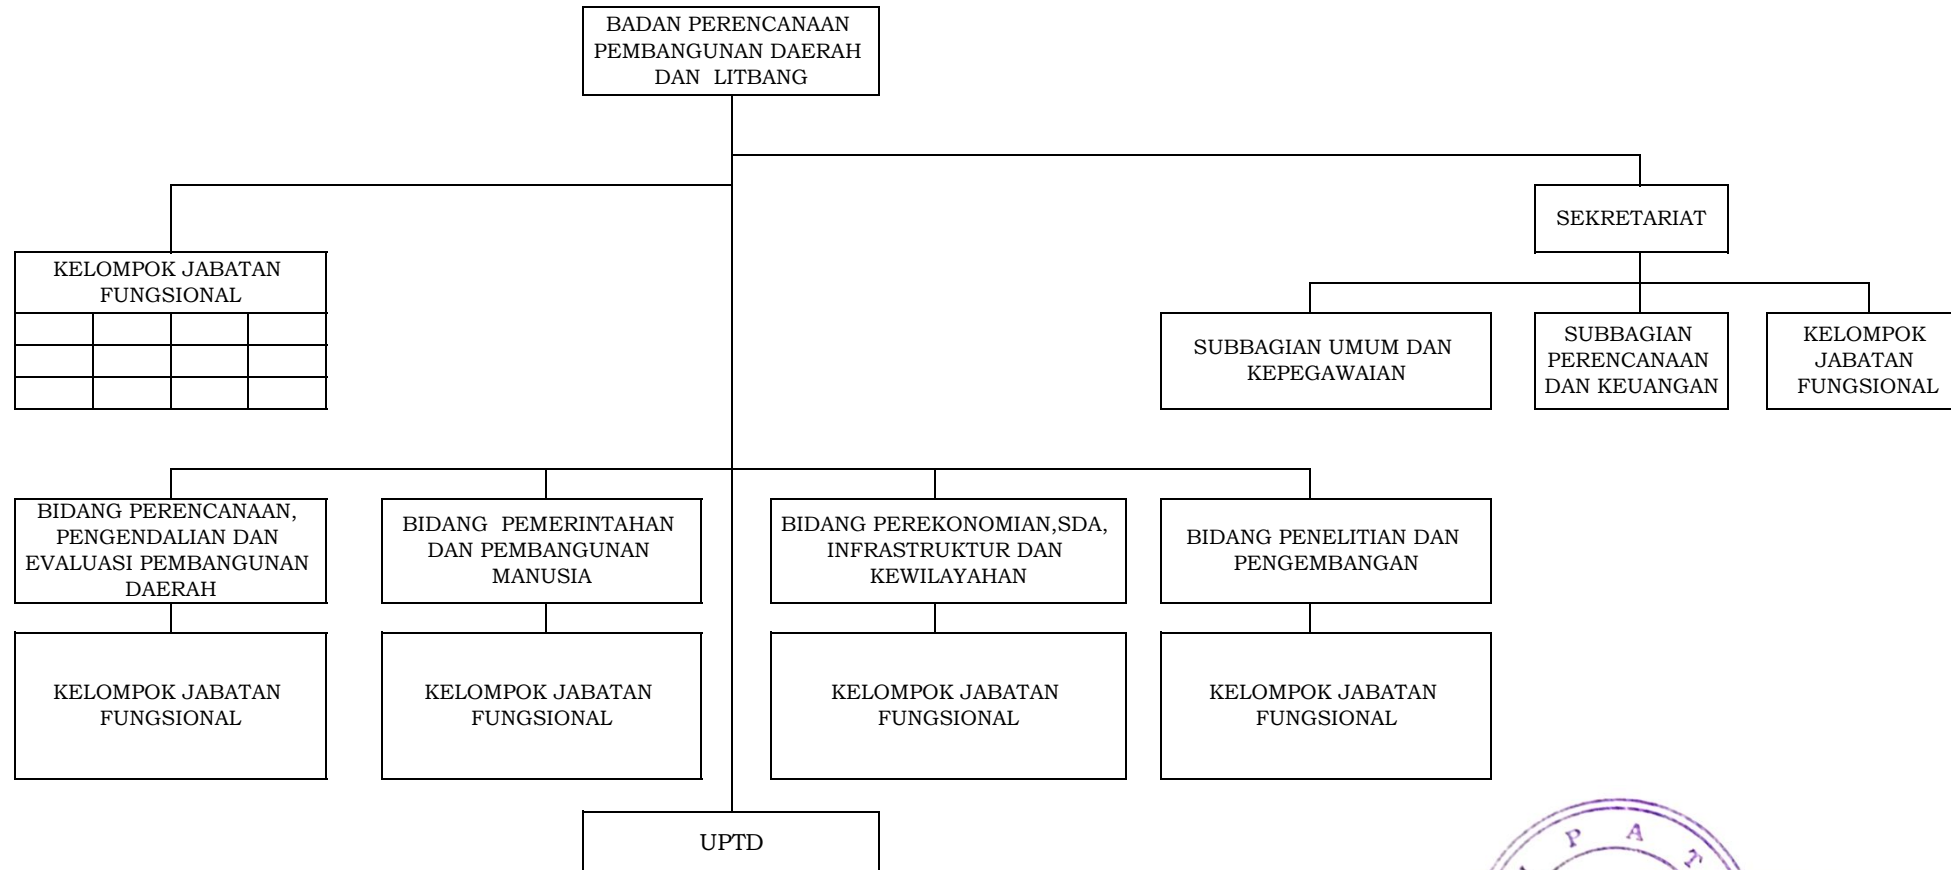 BADAN PERENCANAAN
PEMBANGUNAN DAERAH
DAN LITBANG
SEKRETARIAT
KELOMPOK JABATAN
FUNGSIONAL
SUBBAGIAN UMUM DAN
KEPEGAWAIAN
SUBBAGIAN
PERENCANAAN
DAN KEUANGAN
KELOMPOK
JABATAN
FUNGSIONAL
BIDANG PERENCANAAN,
PENGENDALIAN DAN
EVALUASI PEMBANGUNAN
DAERAH
BIDANG PEMERINTAHAN
DAN PEMBANGUNAN
MANUSIA
BIDANG PEREKONOMIAN,SDA,
INFRASTRUKTUR DAN
KEWILAYAHAN
BIDANG PENELITIAN DAN
PENGEMBANGAN
KELOMPOK JABATAN
FUNGSIONAL
KELOMPOK JABATAN
FUNGSIONAL
KELOMPOK JABATAN
FUNGSIONAL
KELOMPOK JABATAN
FUNGSIONAL
UPTD